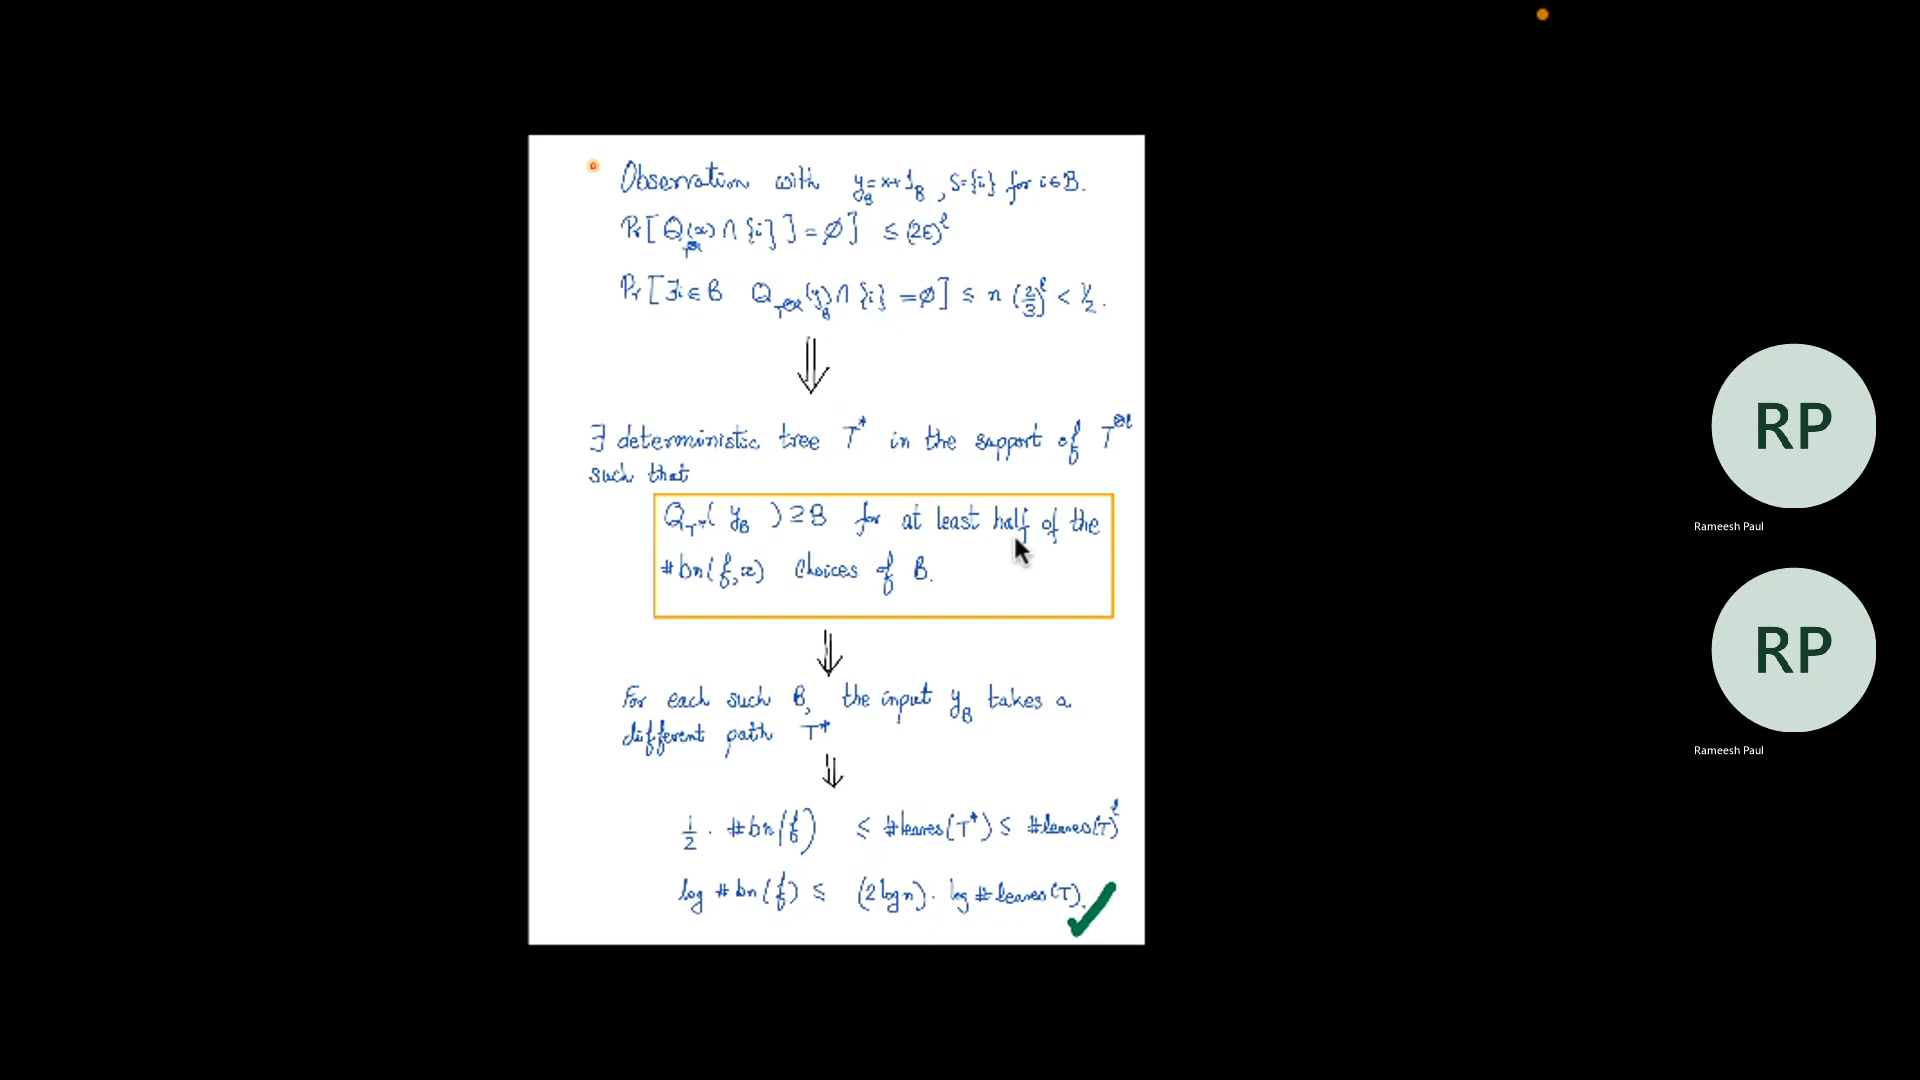 Observation with y_B = x + 1_B, S={i} for i∈B.
Pr[Q_{T^{⊗l}}(x) ∩ {i}] = ∅] ≤ (2ε)^l
Pr[∃i∈B Q_{T^{⊗l}}(y_B) ∩ {i} = ∅] ≤ n (2/3)^l < 1/2.
⇓
∃ deterministic tree T* in the support of T^{⊗l}
such that
Q_{T*}( y_B ) ⊇ B for at least half of the
#bn(f,x) choices of B.
⇓
For each such B, the input y_B takes a
different path T*
⇓
1/2 · #bn(f) ≤ #leaves(T*) ≤ #leaves(T)^l
log #bn(f) ≤ (2 log n) · log #leaves(T).
RP
Rameesh Paul
RP
Rameesh Paul